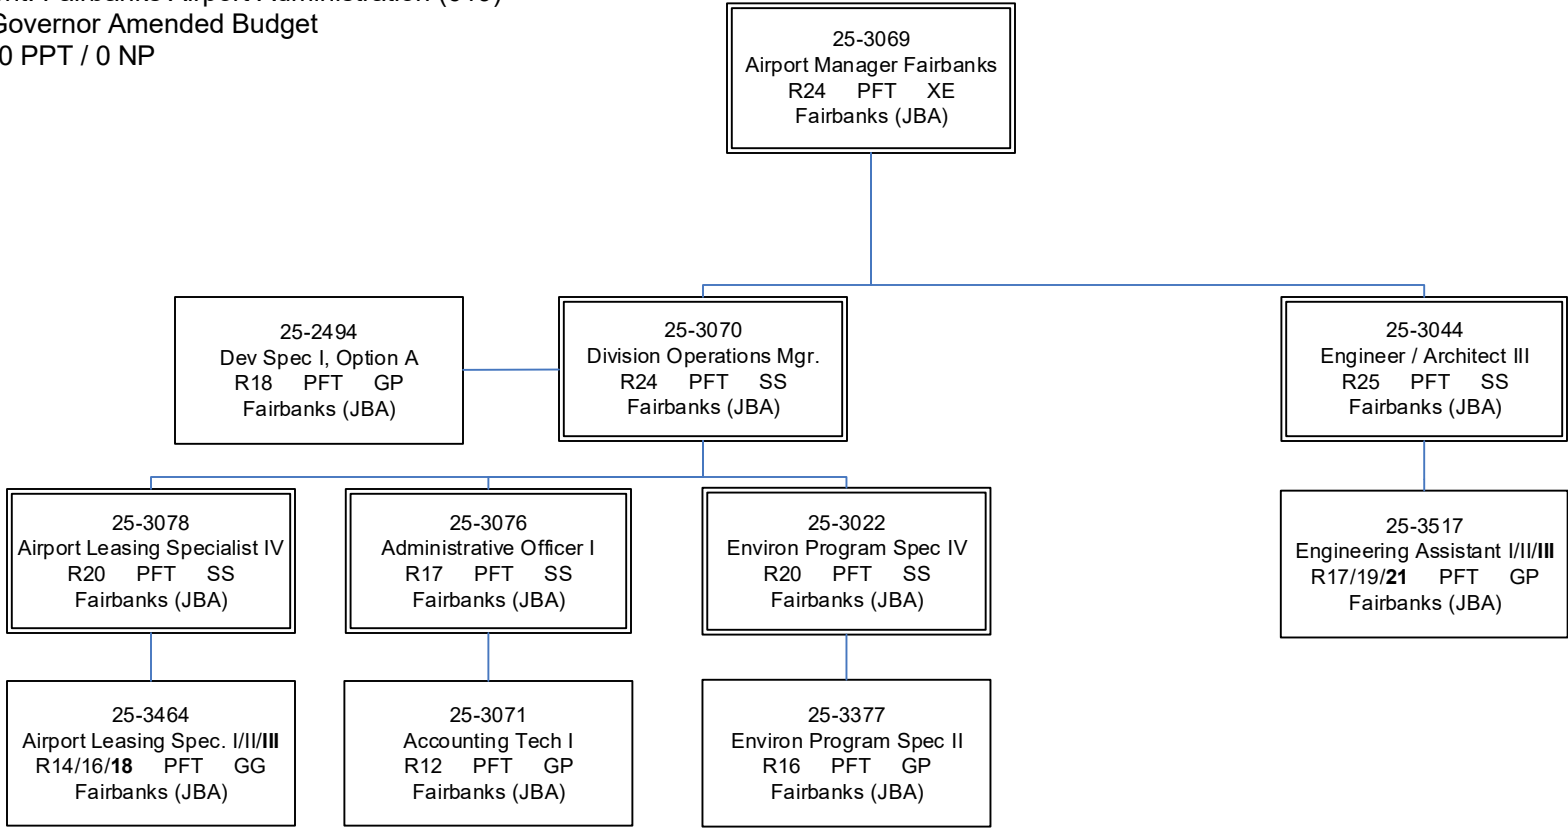 Fairbanks Airport Administration
Governor Amended Budget
0 PPT / 0 NP
25-3069
Airport Manager Fairbanks
R24 PFT XE
Fairbanks (JBA)
25-2494
Dev Spec I, Option A
R18 PFT GP
Fairbanks (JBA)
25-3070
Division Operations Mgr.
R24 PFT SS
Fairbanks (JBA)
25-3044
Engineer / Architect III
R25 PFT SS
Fairbanks (JBA)
25-3078
Airport Leasing Specialist IV
R20 PFT SS
Fairbanks (JBA)
25-3076
Administrative Officer I
R17 PFT SS
Fairbanks (JBA)
25-3022
Environ Program Spec IV
R20 PFT SS
Fairbanks (JBA)
25-3517
Engineering Assistant I/II/III
R17/19/21 PFT GP
Fairbanks (JBA)
25-3464
Airport Leasing Spec. I/II/III
R14/16/18 PFT GG
Fairbanks (JBA)
25-3071
Accounting Tech I
R12 PFT GP
Fairbanks (JBA)
25-3377
Environ Program Spec II
R16 PFT GP
Fairbanks (JBA)